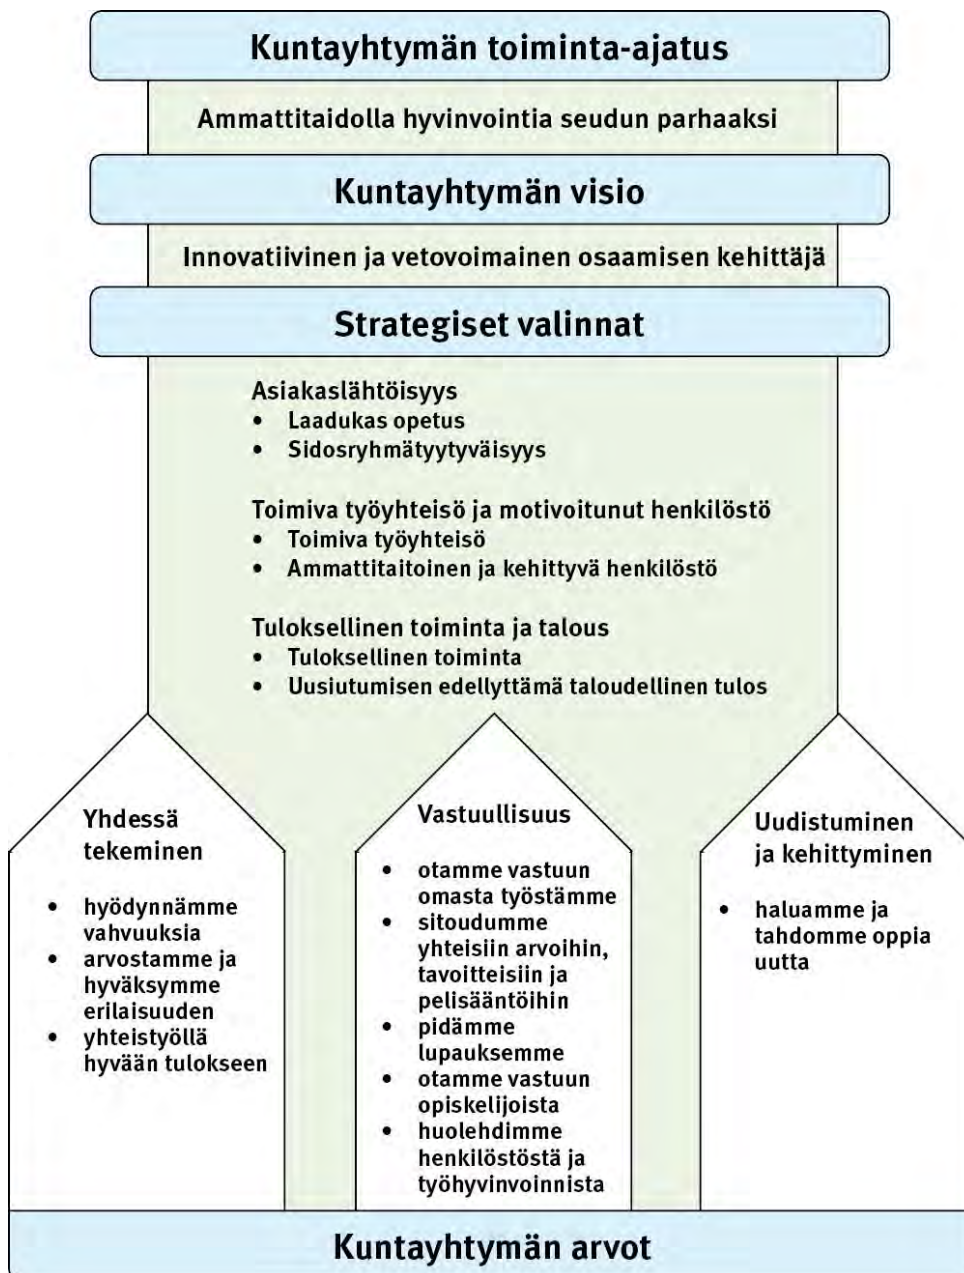 Kuntayhtymän toiminta-ajatus
Ammattitaidolla hyvinvointia seudun parhaaksi
Kuntayhtymän visio
Innovatiivinen ja vetovoimainen osaamisen kehittäjä
Strategiset valinnat
Asiakaslähtöisyys
• Laadukas opetus
• Sidosryhmätyytyväisyys
Toimiva työyhteisö ja motivoitunut henkilöstö
• Toimiva työyhteisö
• Ammattitaitoinen ja kehittyvä henkilöstö
Tuloksellinen toiminta ja talous
• Tuloksellinen toiminta
• Uusiutumisen edellyttämä taloudellinen tulos
Yhdessä
tekeminen
• hyödynnämme
vahvuuksia
• arvostamme ja
hyväksymme
erilaisuuden
• yhteistyöllä
hyvään tulokseen
Vastuullisuus
• otamme vastuun
omasta työstämme
• sitoudumme
yhteisiin arvoihin,
tavoitteisiin ja
pelisääntöihin
• pidämme
lupauksemme
• otamme vastuun
opiskelijoista
• huolehdimme
henkilöstöstä ja
työhyvinvoinnista
Uudistuminen
ja kehittyminen
• haluamme ja
tahdomme oppia
uutta
Kuntayhtymän arvot